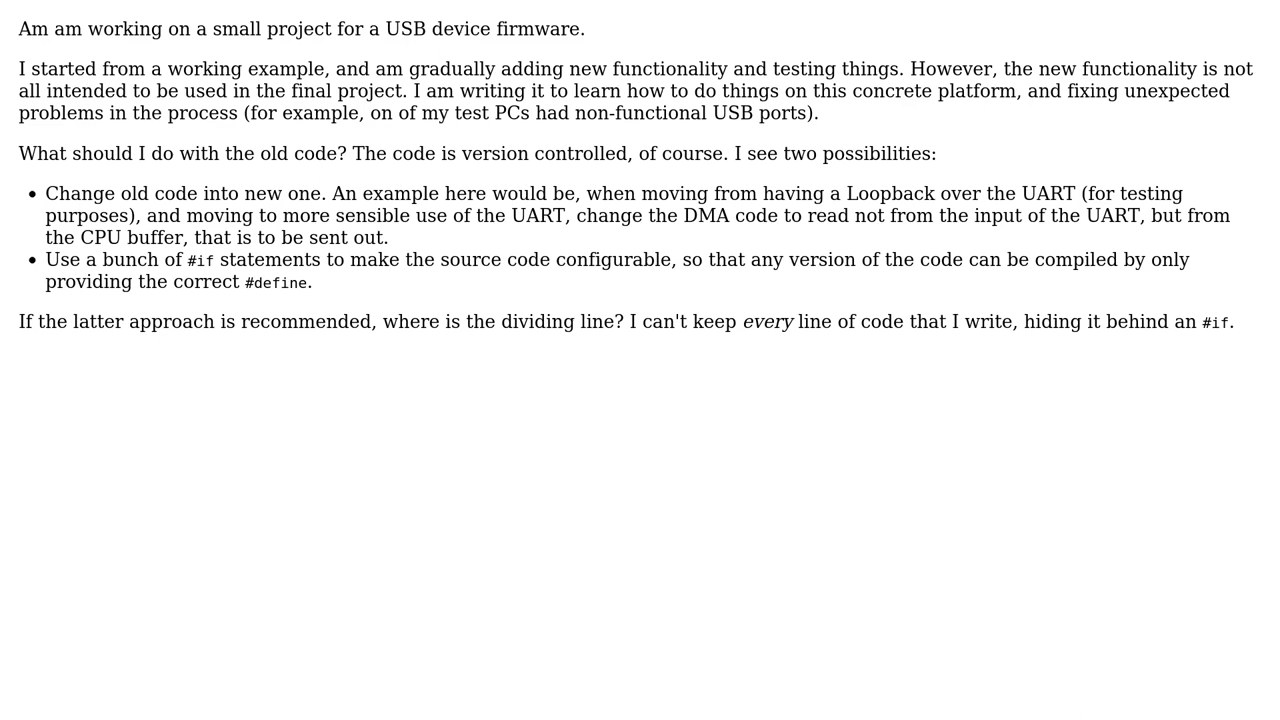 Am am working on a small project for a USB device firmware.
I started from a working example, and am gradually adding new functionality and testing things. However, the new functionality is not
all intended to be used in the final project. I am writing it to learn how to do things on this concrete platform, and fixing unexpected
problems in the process (for example, on of my test PCs had non-functional USB ports).
What should I do with the old code? The code is version controlled, of course. I see two possibilities:
• Change old code into new one. An example here would be, when moving from having a Loopback over the UART (for testing
purposes), and moving to more sensible use of the UART, change the DMA code to read not from the input of the UART, but from
the CPU buffer, that is to be sent out.
• Use a bunch of #if statements to make the source code configurable, so that any version of the code can be compiled by only
providing the correct #define.
If the latter approach is recommended, where is the dividing line? I can't keep every line of code that I write, hiding it behind an #if.